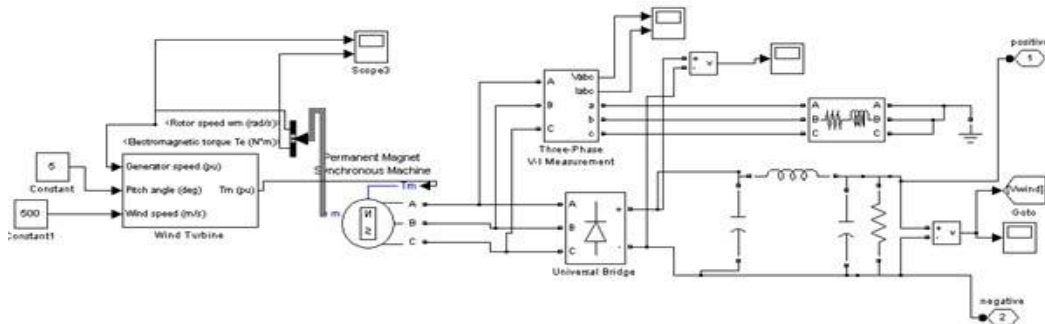 positive
1
Scope3
Vabc
Iabc
A
B
C
a
b
c
Three-Phase
V-I Measurement
+
-
v
A
B
C
A
B
C
<Rotor speed wm (rad/s)>
<Electromagnetic torque Te (N*m)>
Permanent Magnet
Synchronous Machine
Generator speed (pu)
Pitch angle (deg)
Wind speed (m/s)
Tm (pu)
Wind Turbine
Constant
500
Constant1
Tm
m
N
A
B
C
A
B
C
+
-
Universal Bridge
[Vwind]
Goto
+
-
v
negative
2